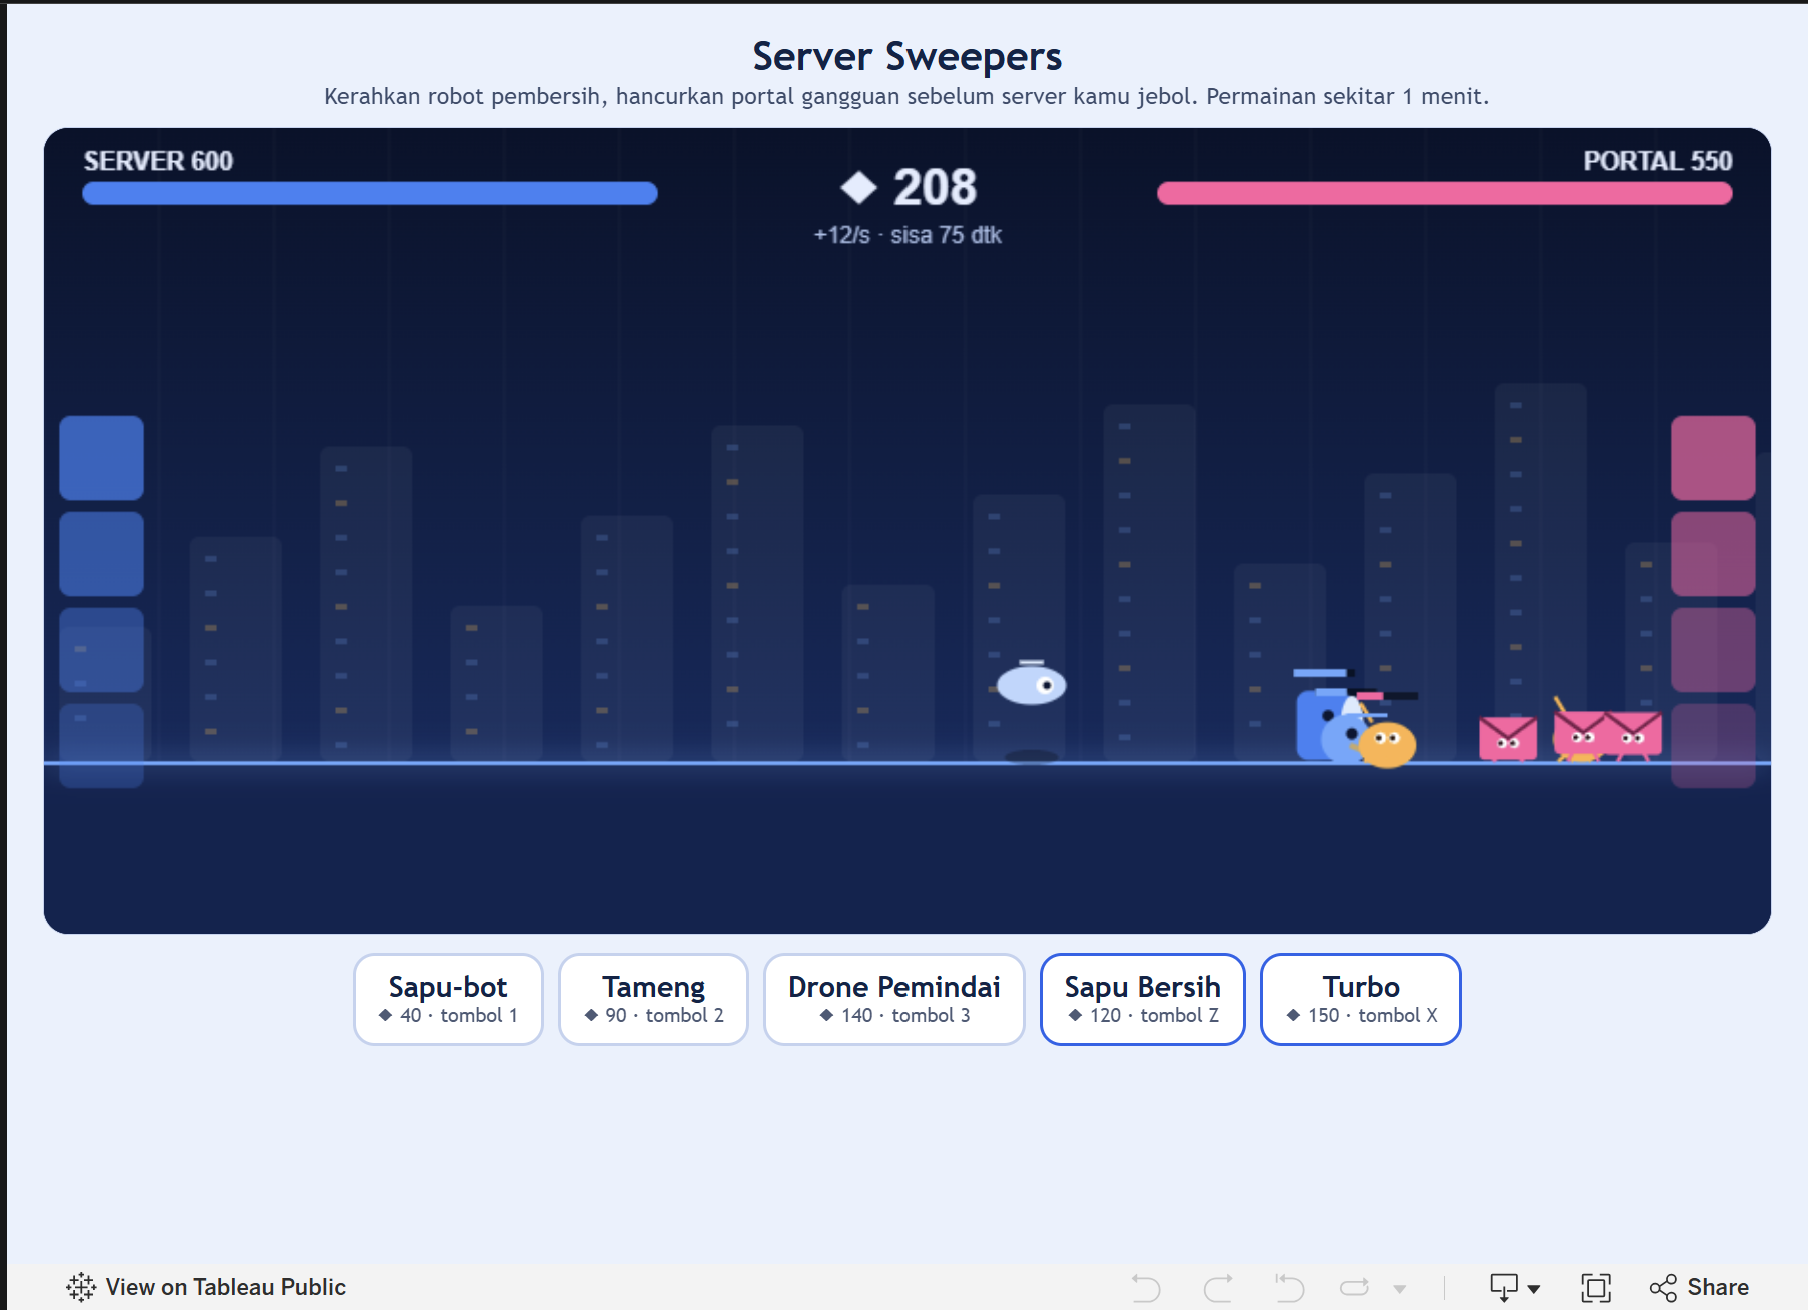 Server Sweepers
Kerahkan robot pembersih, hancurkan portal gangguan sebelum server kamu jebol. Permainan sekitar 1 menit.
SERVER 600
◆ 208
PORTAL 550
+12/s · sisa 75 dtk
Sapu-bot
◆ 40 · tombol 1
Tameng
◆ 90 · tombol 2
Drone Pemindai
◆ 140 · tombol 3
Sapu Bersih
◆ 120 · tombol Z
Turbo
◆ 150 · tombol X
View on Tableau Public
Share